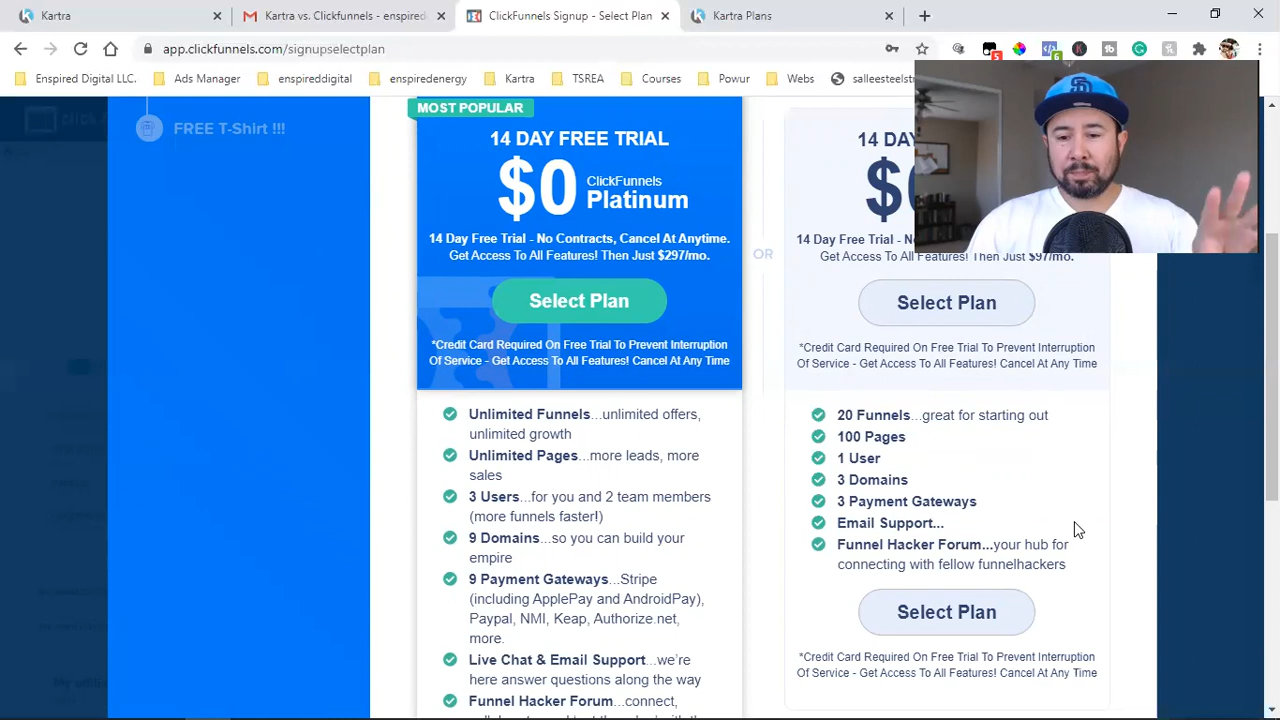 Kartra
Kartra vs. Clickfunnels - enspired
ClickFunnels Signup - Select Plan
Kartra Plans
app.clickfunnels.com/signupselectplan
5
6
Enspired Digital LLC.
Ads Manager
enspireddigital
enspiredenergy
Kartra
TSREA
Courses
Powur
Webs
salleesteelstr
FREE T-Shirt !!!
MOST POPULAR
14 DAY FREE TRIAL
$0 ClickFunnels
Platinum
14 Day Free Trial - No Contracts, Cancel At Anytime.
Get Access To All Features! Then Just $297/mo.
Select Plan
*Credit Card Required On Free Trial To Prevent Interruption
Of Service - Get Access To All Features! Cancel At Any Time
Unlimited Funnels...unlimited offers,
unlimited growth
Unlimited Pages...more leads, more
sales
3 Users...for you and 2 team members
(more funnels faster!)
9 Domains...so you can build your
empire
9 Payment Gateways...Stripe
(including ApplePay and AndroidPay),
Paypal, NMI, Keap, Authorize.net,
more.
Live Chat & Email Support...we're
here answer questions along the way
Funnel Hacker Forum...connect,
OR
14 DAY
$
14 Day Free Trial - No
Get Access To All Features! Then Just $97/mo.
Select Plan
*Credit Card Required On Free Trial To Prevent Interruption
Of Service - Get Access To All Features! Cancel At Any Time
20 Funnels...great for starting out
100 Pages
1 User
3 Domains
3 Payment Gateways
Email Support...
Funnel Hacker Forum...your hub for
connecting with fellow funnelhackers
Select Plan
*Credit Card Required On Free Trial To Prevent Interruption
Of Service - Get Access To All Features! Cancel At Any Time